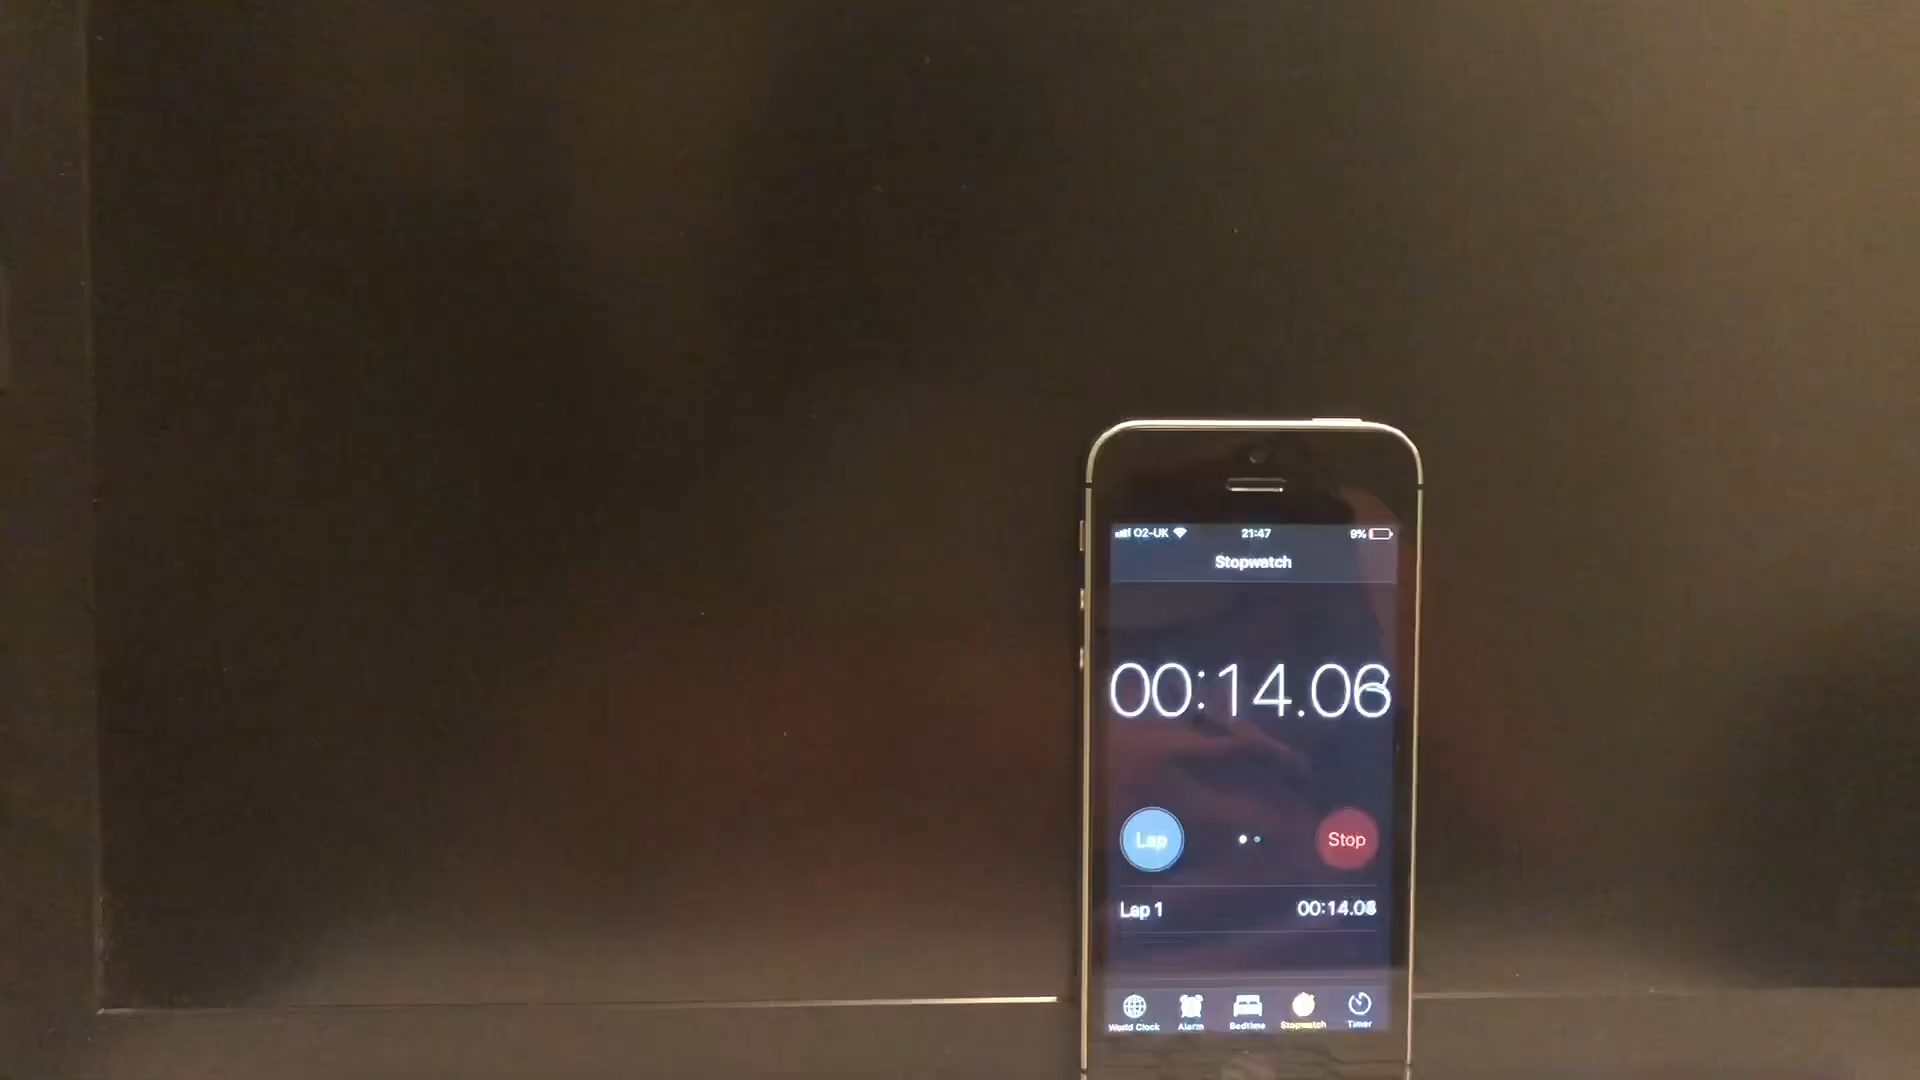 O2-UK 21:47 9%
Stopwatch
00:14.06
Lap Stop
Lap 1 00:14.08
World Clock Alarm Bedtime Stopwatch Timer